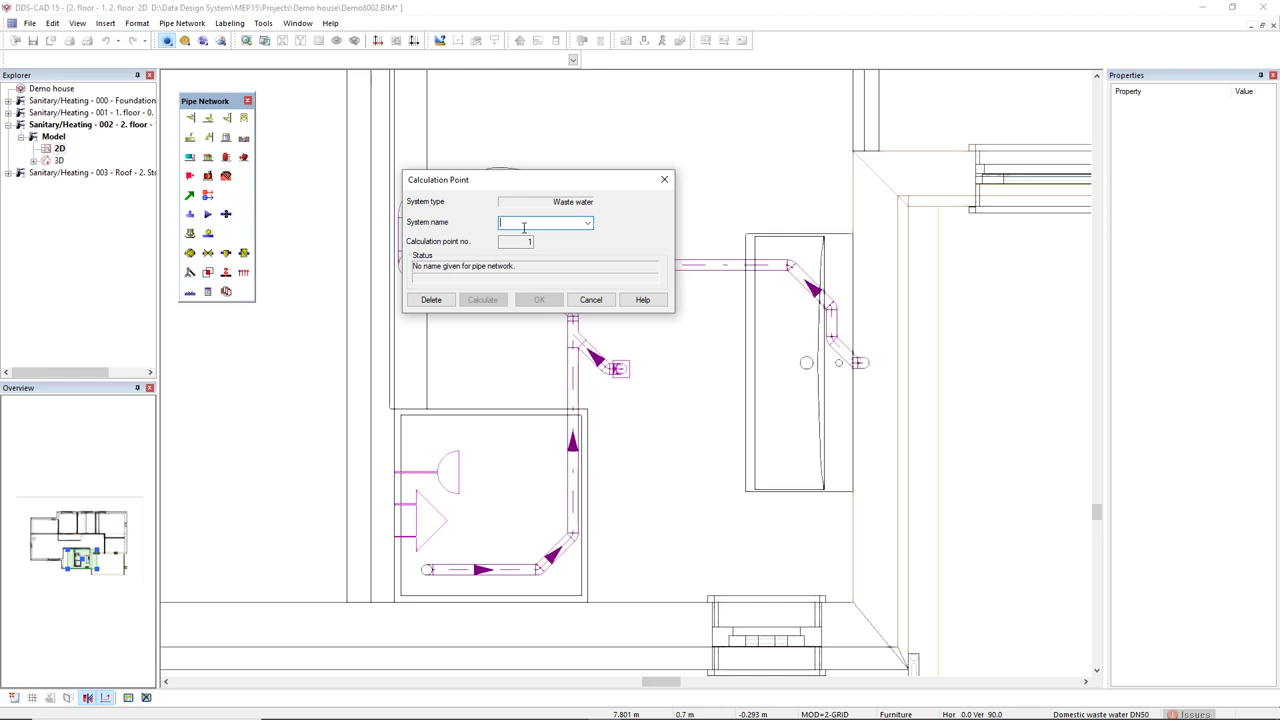 DDS-CAD 15 - [2. floor - 1. 2. 2D  D:\Data Design System\MEP15\Projects\Demo house\Demo8002.BIM* ]
File Edit View Insert Format Pipe Network Labeling Tools Window Help
Explorer
Demo house
Sanitary/Heating - 000 - Foundation
Sanitary/Heating - 001 - 1. floor - 0.
Sanitary/Heating - 002 - 2. floor -
Model
2D
3D
Sanitary/Heating - 003 - Roof - 2. Sto
Overview
Pipe Network
Calculation Point
System type Waste water
System name
Calculation point no. 1
Status
No name given for pipe network.
Delete Calculate OK Cancel Help
Properties
Property Value
7.801 m 0.7 m -0.293 m MOD=2-GRID Furniture Hor 0.0 Ver 90.0 Domestic waste water DN50 Issues